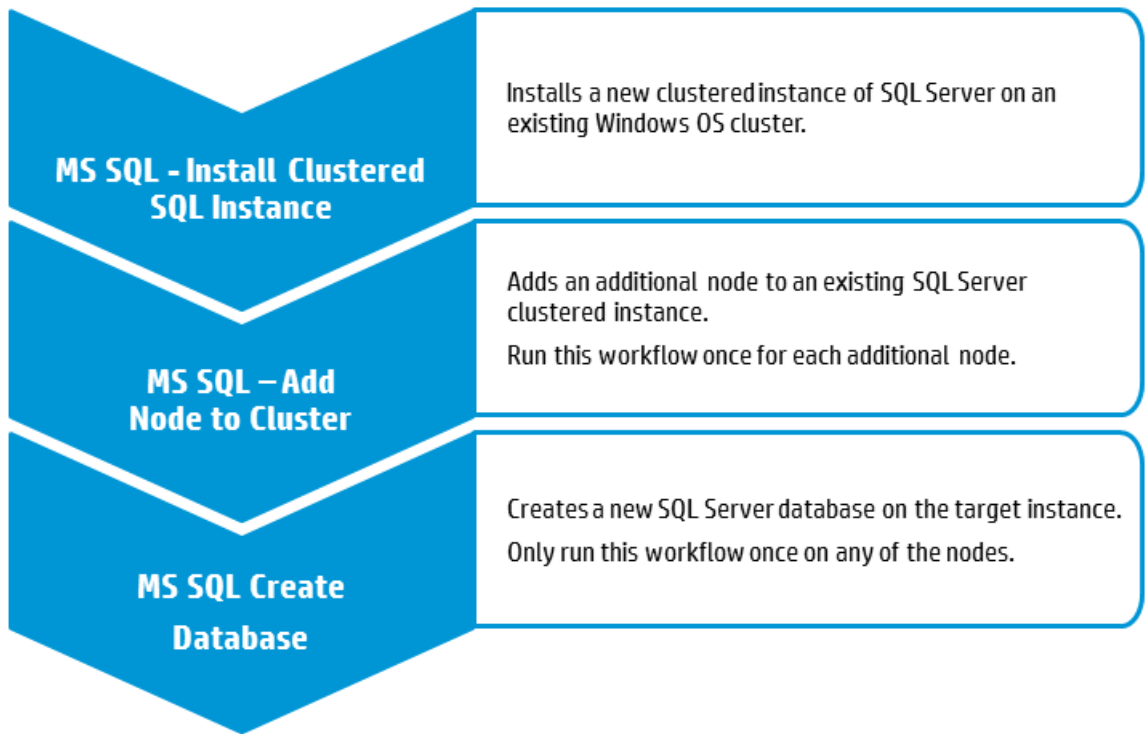 MS SQL - Install Clustered
SQL Instance
Installs a new clustered instance of SQL Server on an
existing Windows OS cluster.
MS SQL – Add
Node to Cluster
Adds an additional node to an existing SQL Server
clustered instance.
Run this workflow once for each additional node.
MS SQL Create
Database
Creates a new SQL Server database on the target instance.
Only run this workflow once on any of the nodes.